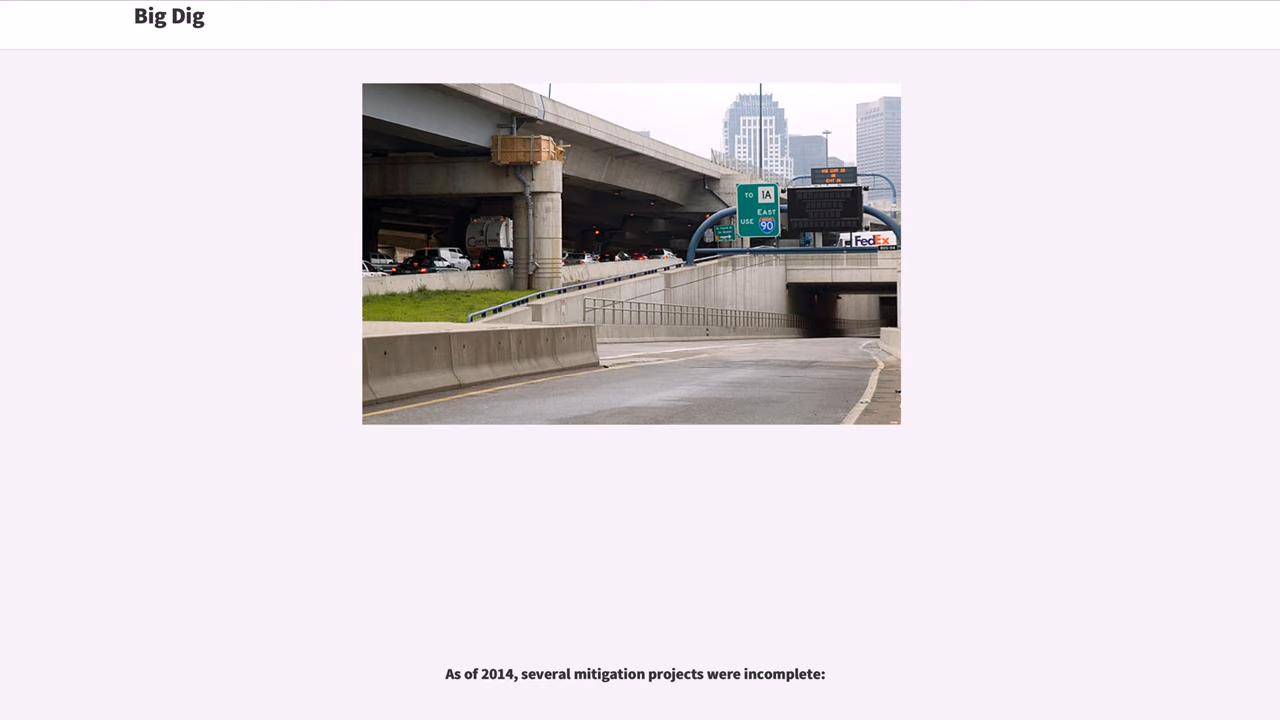 Big Dig
TO 1A
EAST
USE 90
FedEx
As of 2014, several mitigation projects were incomplete: